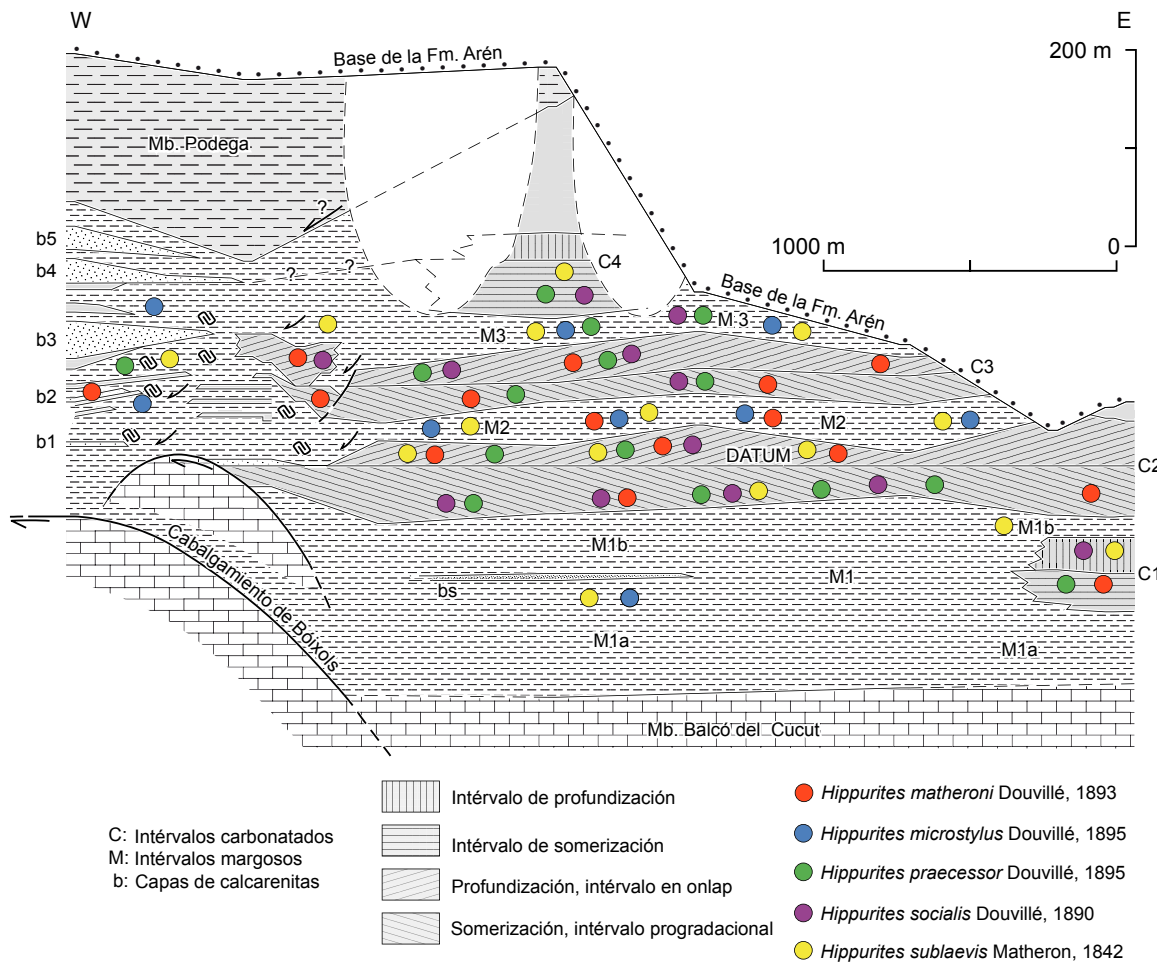 W
E
Base de la Fm. Arén
200 m
Mb. Podega
?
b5
b4
?
?
C4
1000 m
0
Base de la Fm. Arén
b3
M3
M 3
C3
b2
M2
M2
b1
DATUM
C2
M1b
M1b
M1
C1
bs
Cabalgamiento de Bóixols
M1a
M1a
Mb. Balcó del Cucut
C: Intérvalos carbonatados
M: Intérvalos margosos
b: Capas de calcarenitas
Intérvalo de profundización
Intérvalo de somerización
Profundización, intérvalo en onlap
Somerización, intérvalo progradacional
Hippurites matheroni Douvillé, 1893
Hippurites microstylus Douvillé, 1895
Hippurites praecessor Douvillé, 1895
Hippurites socialis Douvillé, 1890
Hippurites sublaevis Matheron, 1842